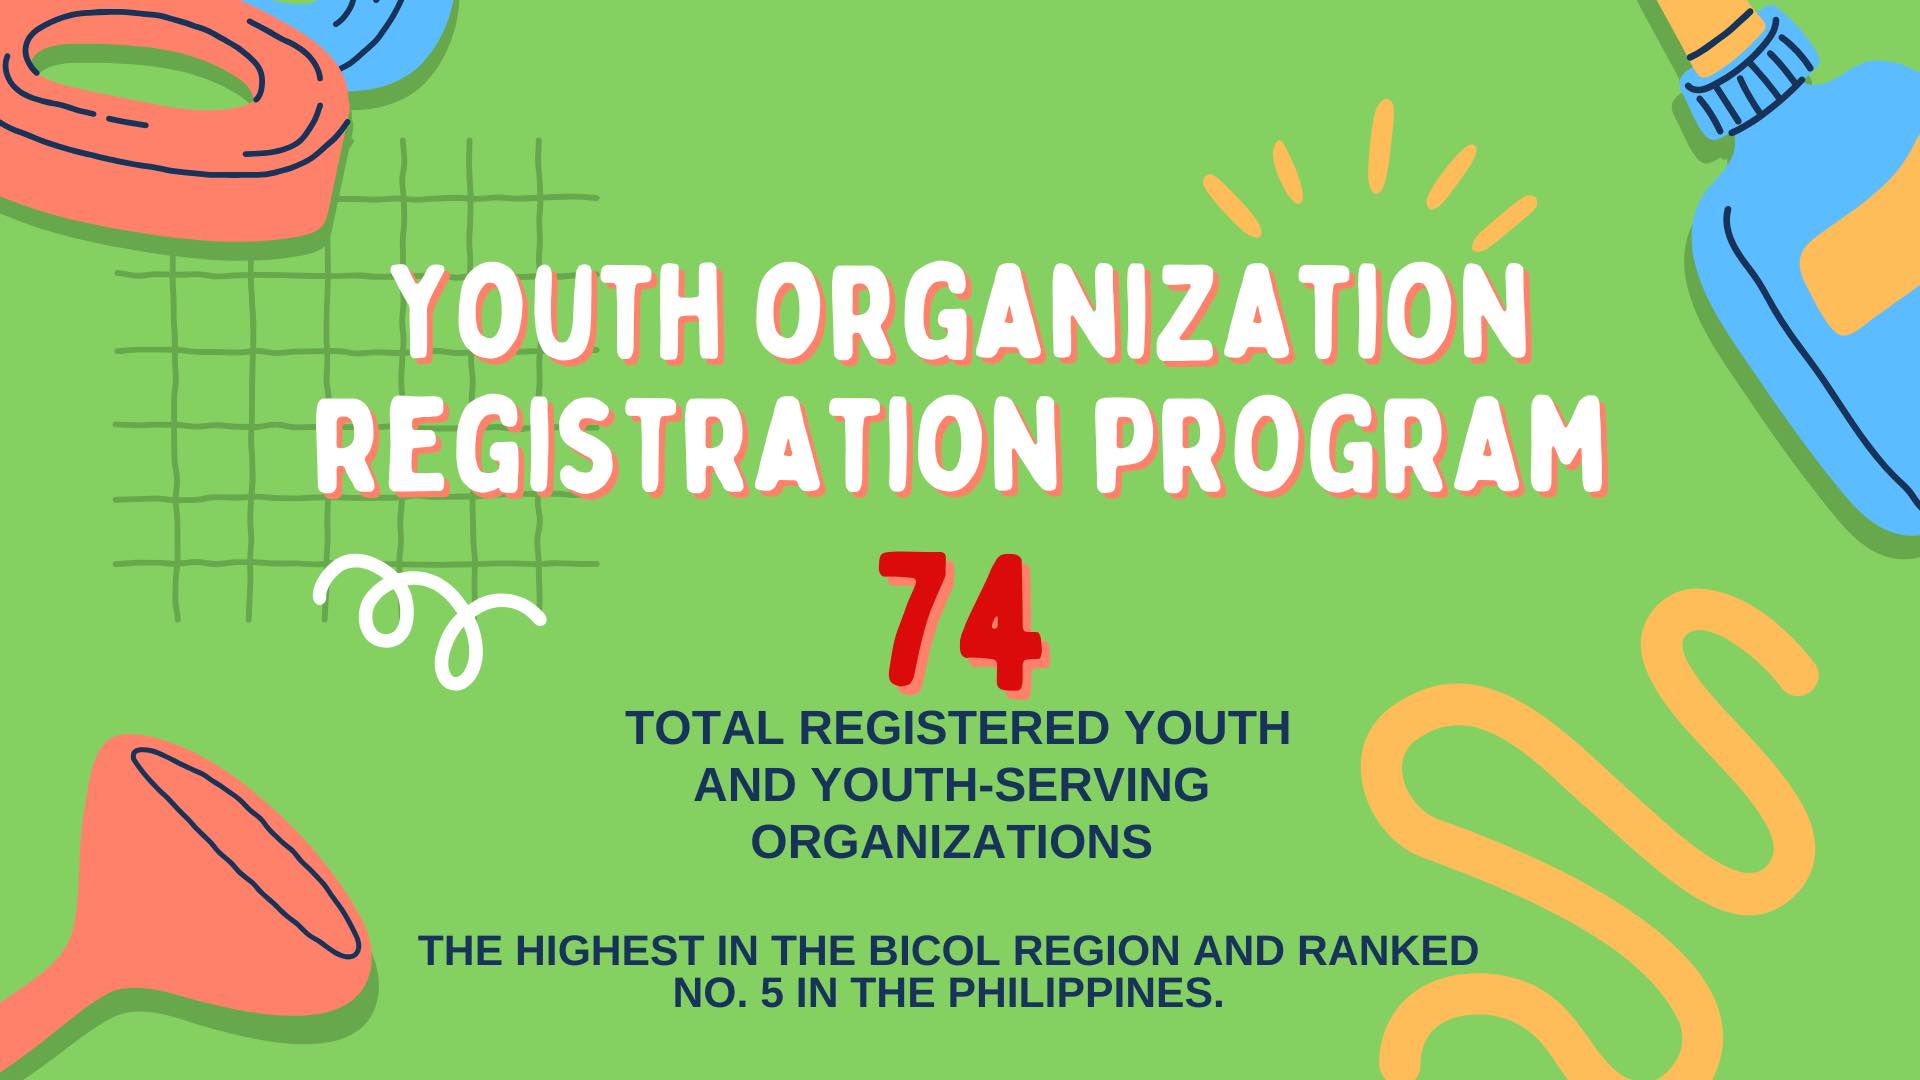 YOUTH ORGANIZATION
REGISTRATION PROGRAM
74
TOTAL REGISTERED YOUTH
AND YOUTH-SERVING
ORGANIZATIONS
THE HIGHEST IN THE BICOL REGION AND RANKED
NO. 5 IN THE PHILIPPINES.